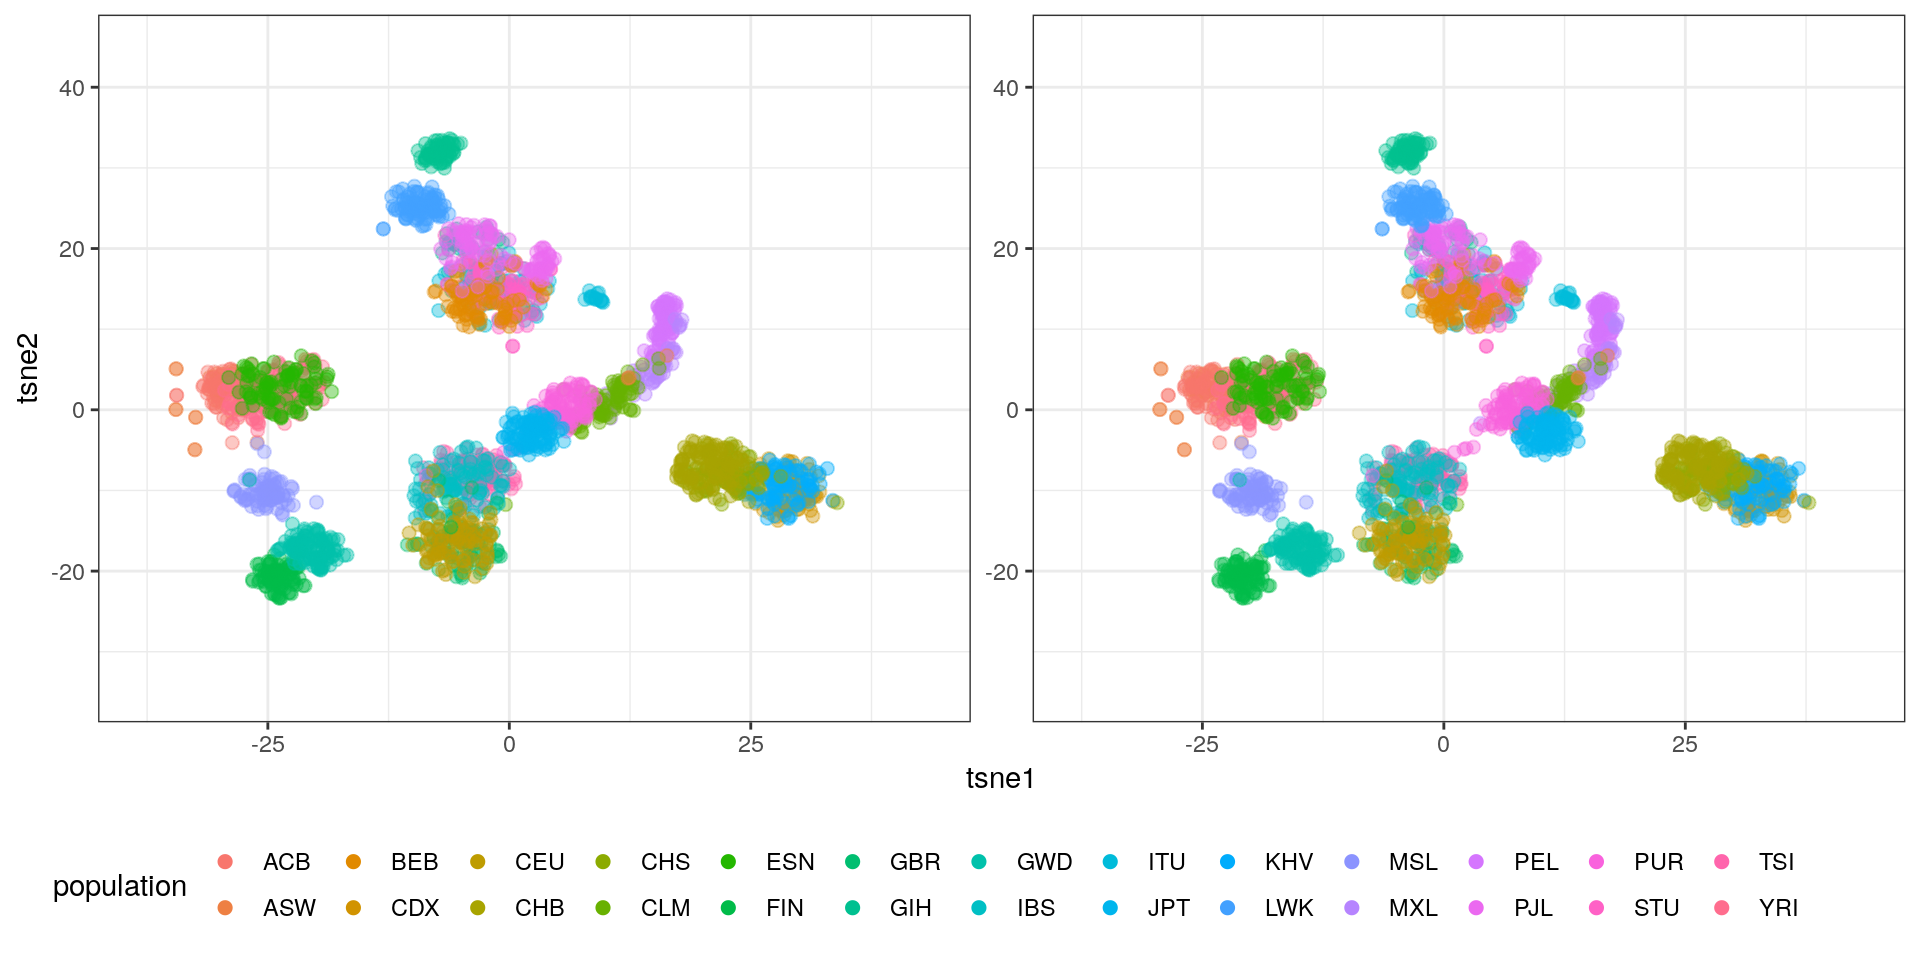 40
20
0
-20
-25 0 25
40
20
0
-20
-25 0 25
tsne2
tsne1
population
ACB BEB CEU CHS ESN GBR GWD ITU KHV MSL PEL PUR TSI
ASW CDX CHB CLM FIN GIH IBS JPT LWK MXL PJL STU YRI